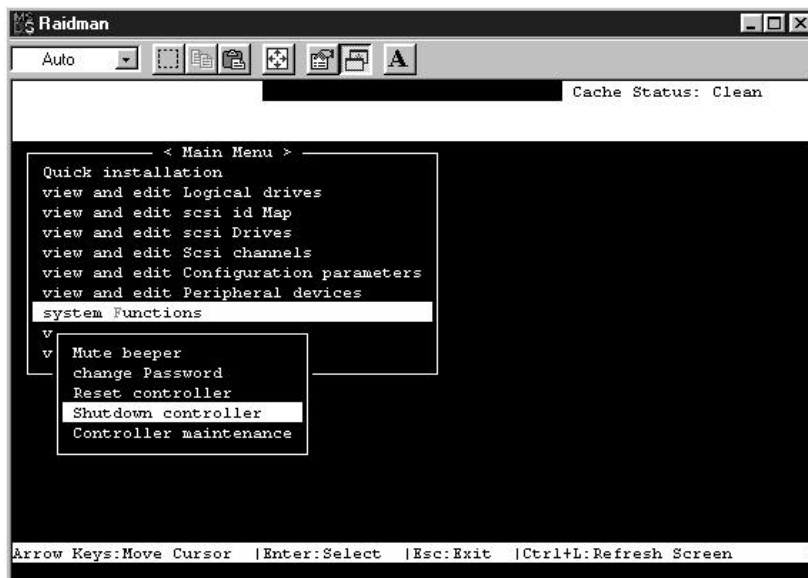 Raidman
Auto
A
Cache Status: Clean
< Main Menu >
Quick installation
view and edit Logical drives
view and edit scsi id Map
view and edit scsi Drives
view and edit Scsi channels
view and edit Configuration parameters
view and edit Peripheral devices
system Functions
v
v
Mute beeper
change Password
Reset controller
Shutdown controller
Controller maintenance
Arrow Keys:Move Cursor |Enter:Select |Esc:Exit |Ctrl+L:Refresh Screen